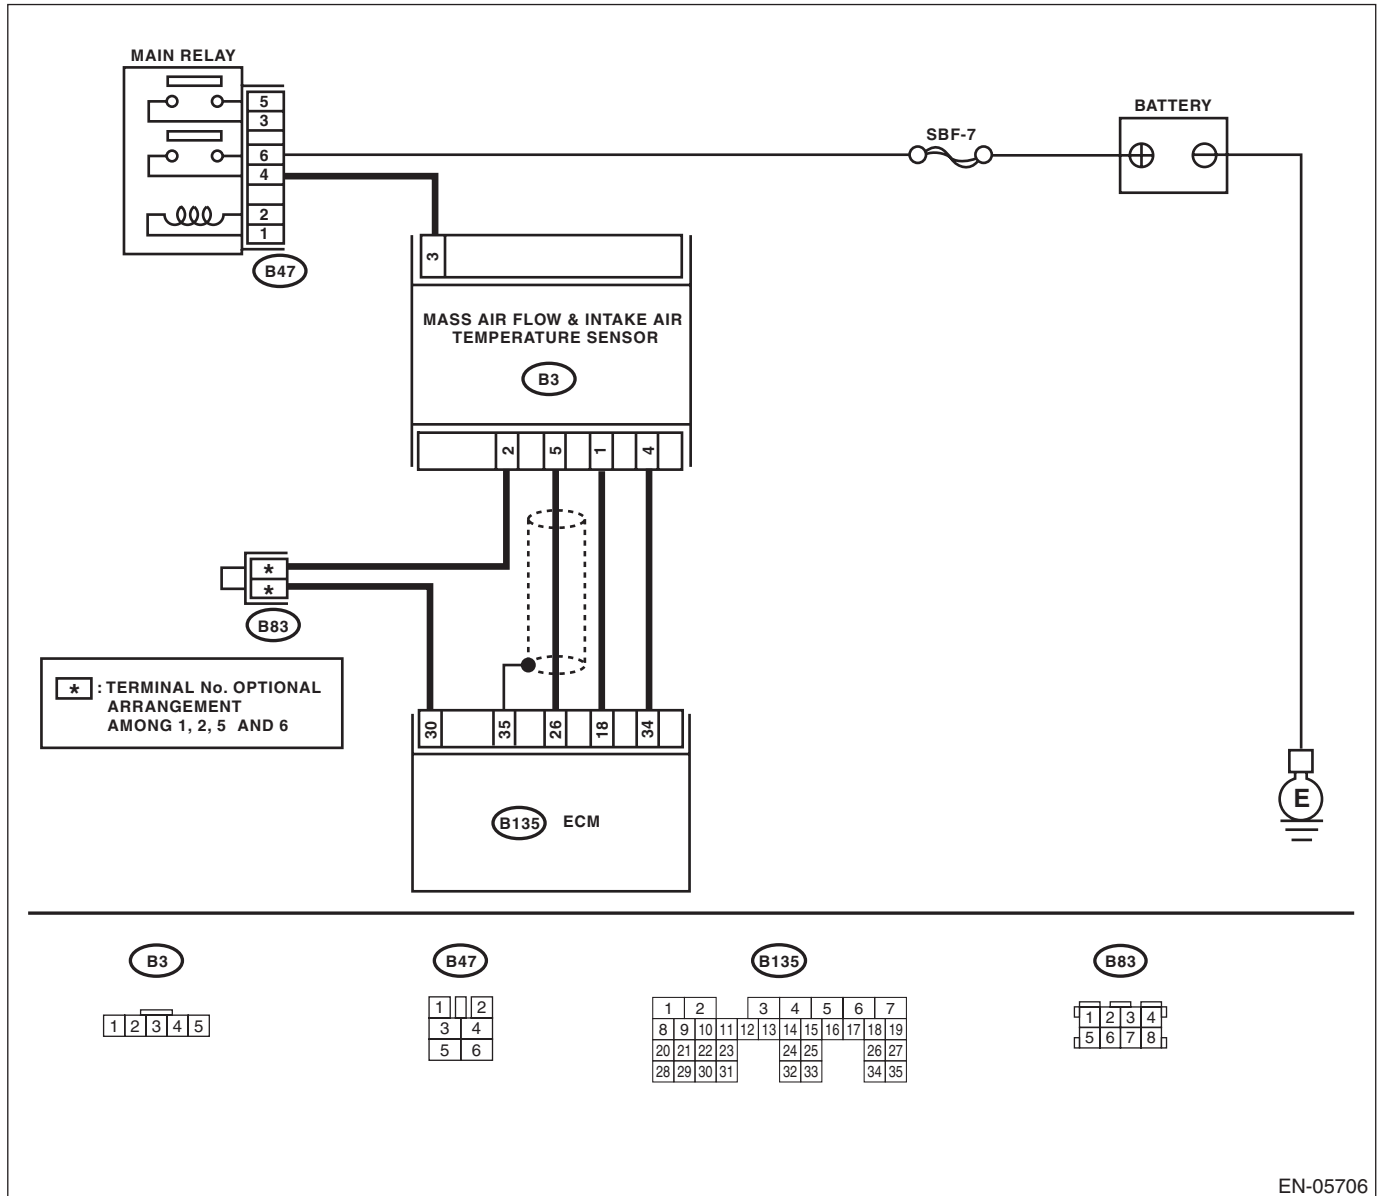 MAIN RELAY
5
3
6
4
2
1
B47
SBF-7
BATTERY
3
MASS AIR FLOW & INTAKE AIR
TEMPERATURE SENSOR
B3
2 5 1 4
*
*
B83
* : TERMINAL No. OPTIONAL
ARRANGEMENT
AMONG 1, 2, 5 AND 6
30 35 26 18 34
B135 ECM
E
B3
1 2 3 4 5
B47
1 2
3 4
5 6
B135
1 2 3 4 5 6 7
8 9 10 11 12 13 14 15 16 17 18 19
20 21 22 23 24 25 26 27
28 29 30 31 32 33 34 35
B83
1 2 3 4
5 6 7 8
EN-05706